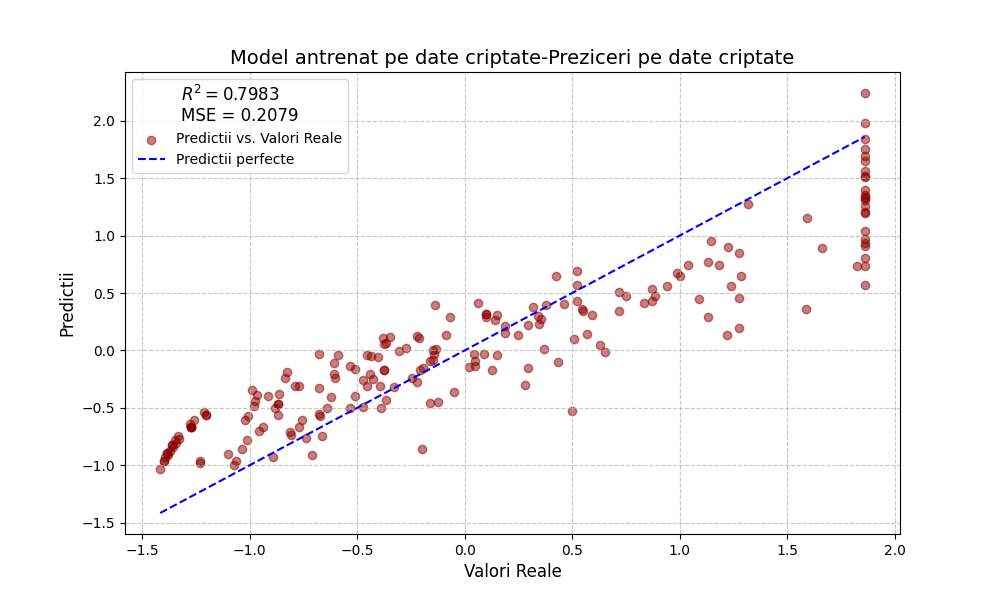 Model antrenat pe date criptate-Preziceri pe date criptate
R² = 0.7983
MSE = 0.2079
Predictii vs. Valori Reale
Predictii perfecte
Predictii
2.0
1.5
1.0
0.5
0.0
−0.5
−1.0
−1.5
−1.5 −1.0 −0.5 0.0 0.5 1.0 1.5 2.0
Valori Reale